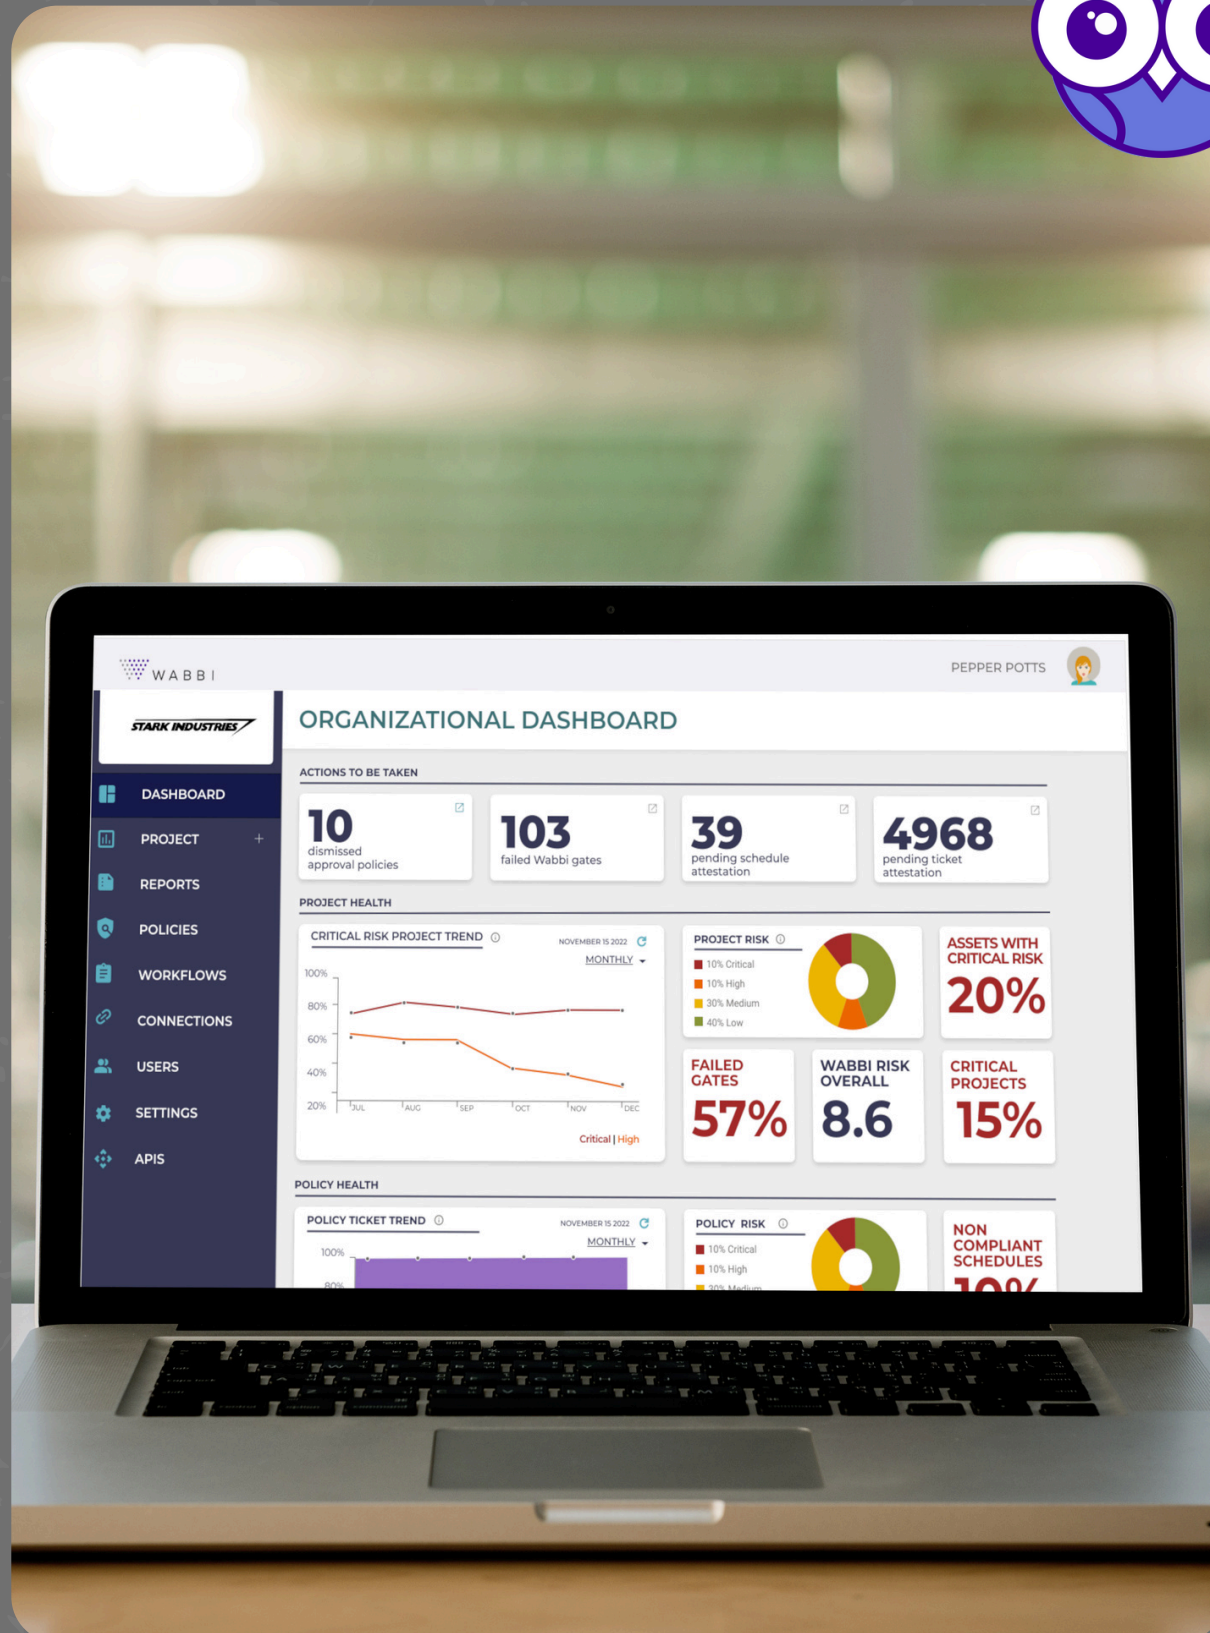 WABBI
PEPPER POTTS
STARK INDUSTRIES
ORGANIZATIONAL DASHBOARD
DASHBOARD
PROJECT +
REPORTS
POLICIES
WORKFLOWS
CONNECTIONS
USERS
SETTINGS
APIS
ACTIONS TO BE TAKEN
10
dismissed
approval policies
103
failed Wabbi gates
39
pending schedule
attestation
4968
pending ticket
attestation
PROJECT HEALTH
CRITICAL RISK PROJECT TREND
NOVEMBER 15 2022
MONTHLY
100%
80%
60%
40%
20%
JUL AUG SEP OCT NOV DEC
Critical | High
PROJECT RISK
10% Critical
10% High
30% Medium
40% Low
ASSETS WITH
CRITICAL RISK
20%
FAILED
GATES
57%
WABBI RISK
OVERALL
8.6
CRITICAL
PROJECTS
15%
POLICY HEALTH
POLICY TICKET TREND
NOVEMBER 15 2022
MONTHLY
100%
80%
POLICY RISK
10% Critical
10% High
30% Medium
NON
COMPLIANT
SCHEDULES
10%